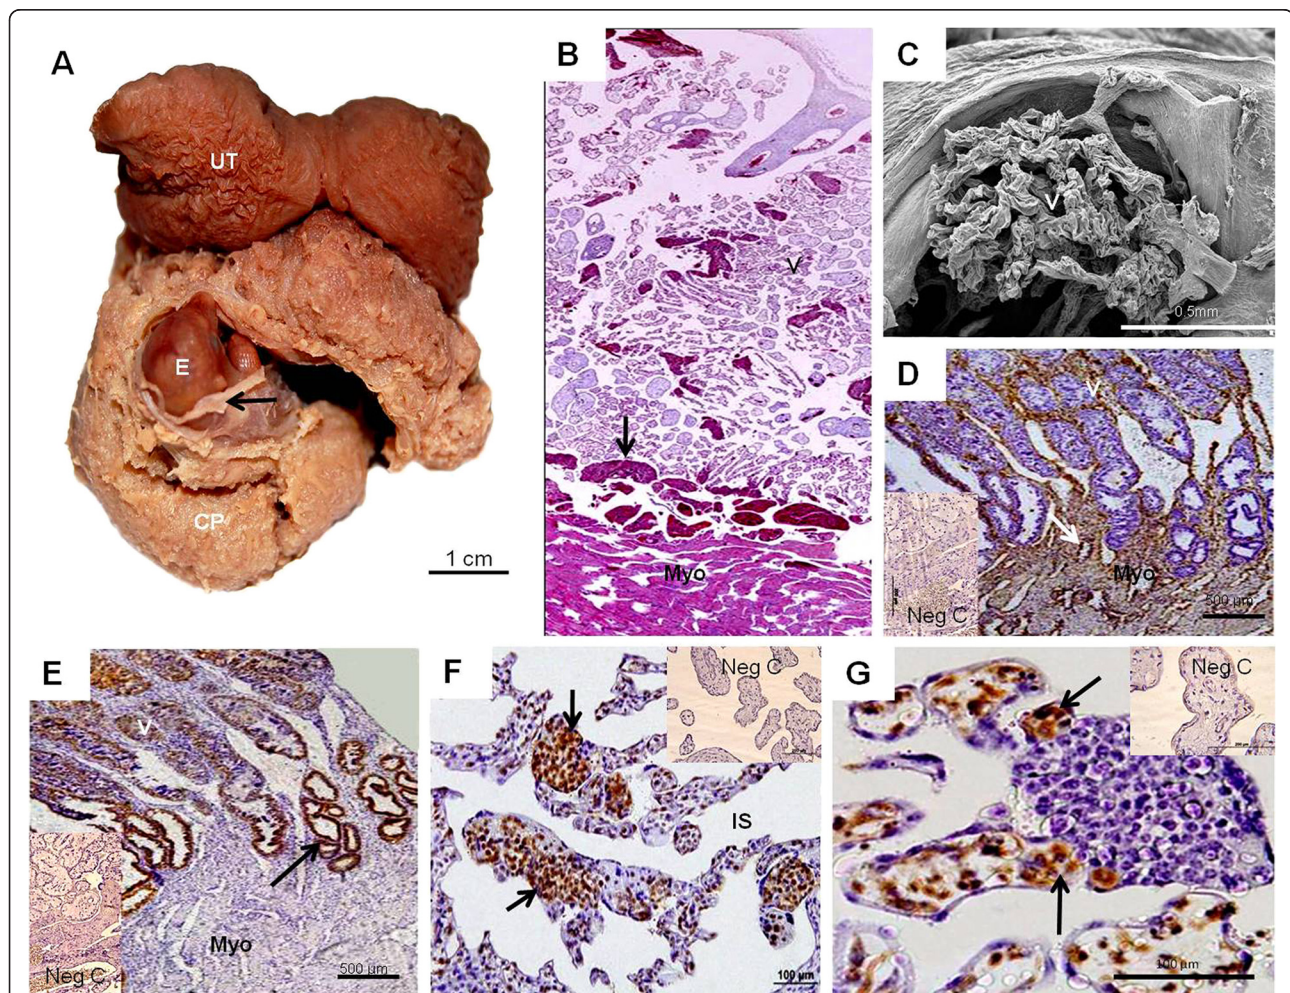 A
UT
E
CP
1 cm
B
V
Myo
C
V
0.5mm
D
V
Myo
Neg C
500 µm
E
V
Myo
Neg C
500 µm
F
Neg C
IS
100 µm
G
Neg C
100 µm